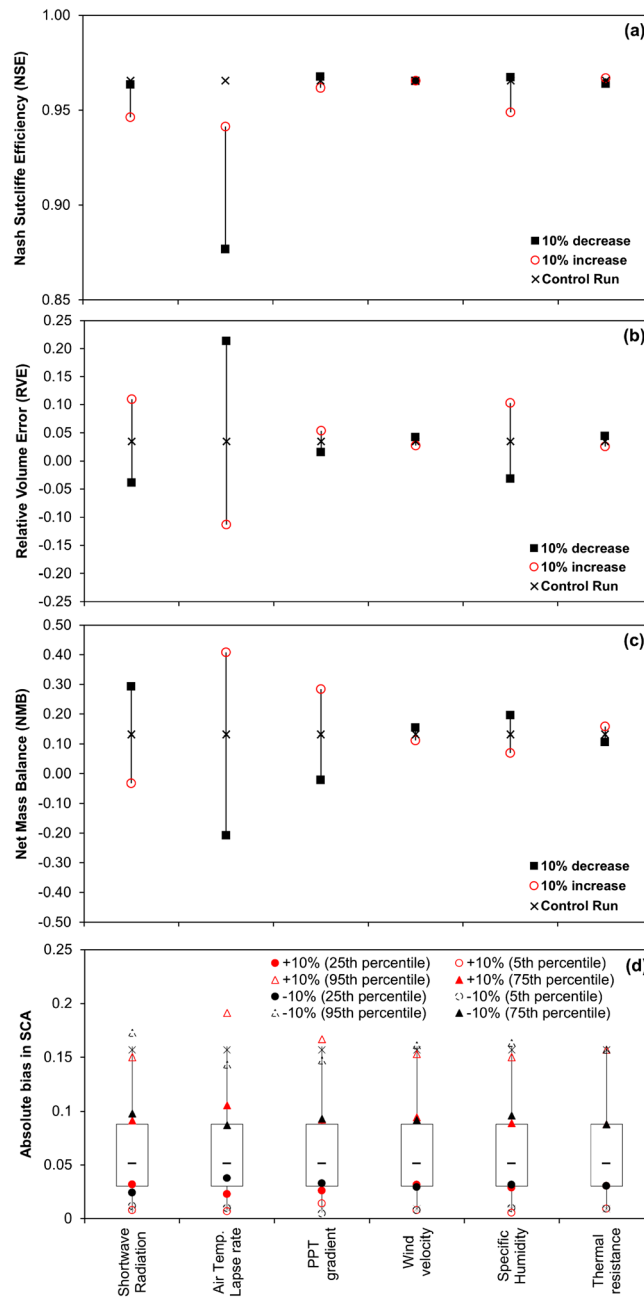 (a)
Nash Sutcliffe Efficiency (NSE)
1.00
0.95
0.90
0.85
10% decrease
10% increase
Control Run
(b)
Relative Volume Error (RVE)
0.25
0.20
0.15
0.10
0.05
0.00
-0.05
-0.10
-0.15
-0.20
-0.25
10% decrease
10% increase
Control Run
(c)
Net Mass Balance (NMB)
0.50
0.40
0.30
0.20
0.10
0.00
-0.10
-0.20
-0.30
-0.40
-0.50
10% decrease
10% increase
Control Run
(d)
Absolute bias in SCA
0.25
0.2
0.15
0.1
0.05
0
+10% (25th percentile)
+10% (5th percentile)
+10% (95th percentile)
+10% (75th percentile)
-10% (25th percentile)
-10% (5th percentile)
-10% (95th percentile)
-10% (75th percentile)
Shortwave
Radiation
Air Temp.
Lapse rate
PPT
gradient
Wind
velocity
Specific
Humidity
Thermal
resistance